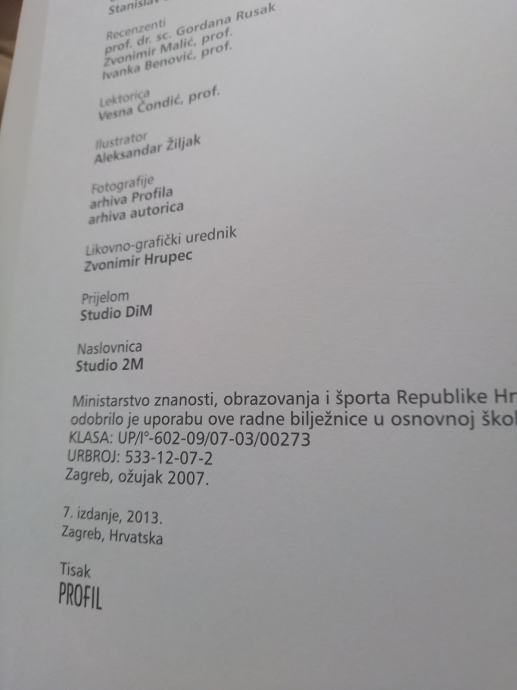 Stanislav
Recenzenti
prof. dr. sc. Gordana Rusak
Zvonimir Malić, prof.
Ivanka Benović, prof.
Lektorica
Vesna Čondić, prof.
Ilustrator
Aleksandar Žiljak
Fotografije
arhiva Profila
arhiva autorica
Likovno-grafički urednik
Zvonimir Hrupec
Prijelom
Studio DiM
Naslovnica
Studio 2M
Ministarstvo znanosti, obrazovanja i športa Republike Hr
odobrilo je uporabu ove radne bilježnice u osnovnoj škol
KLASA: UP/I°-602-09/07-03/00273
URBROJ: 533-12-07-2
Zagreb, ožujak 2007.
7. izdanje, 2013.
Zagreb, Hrvatska
Tisak
PROFIL